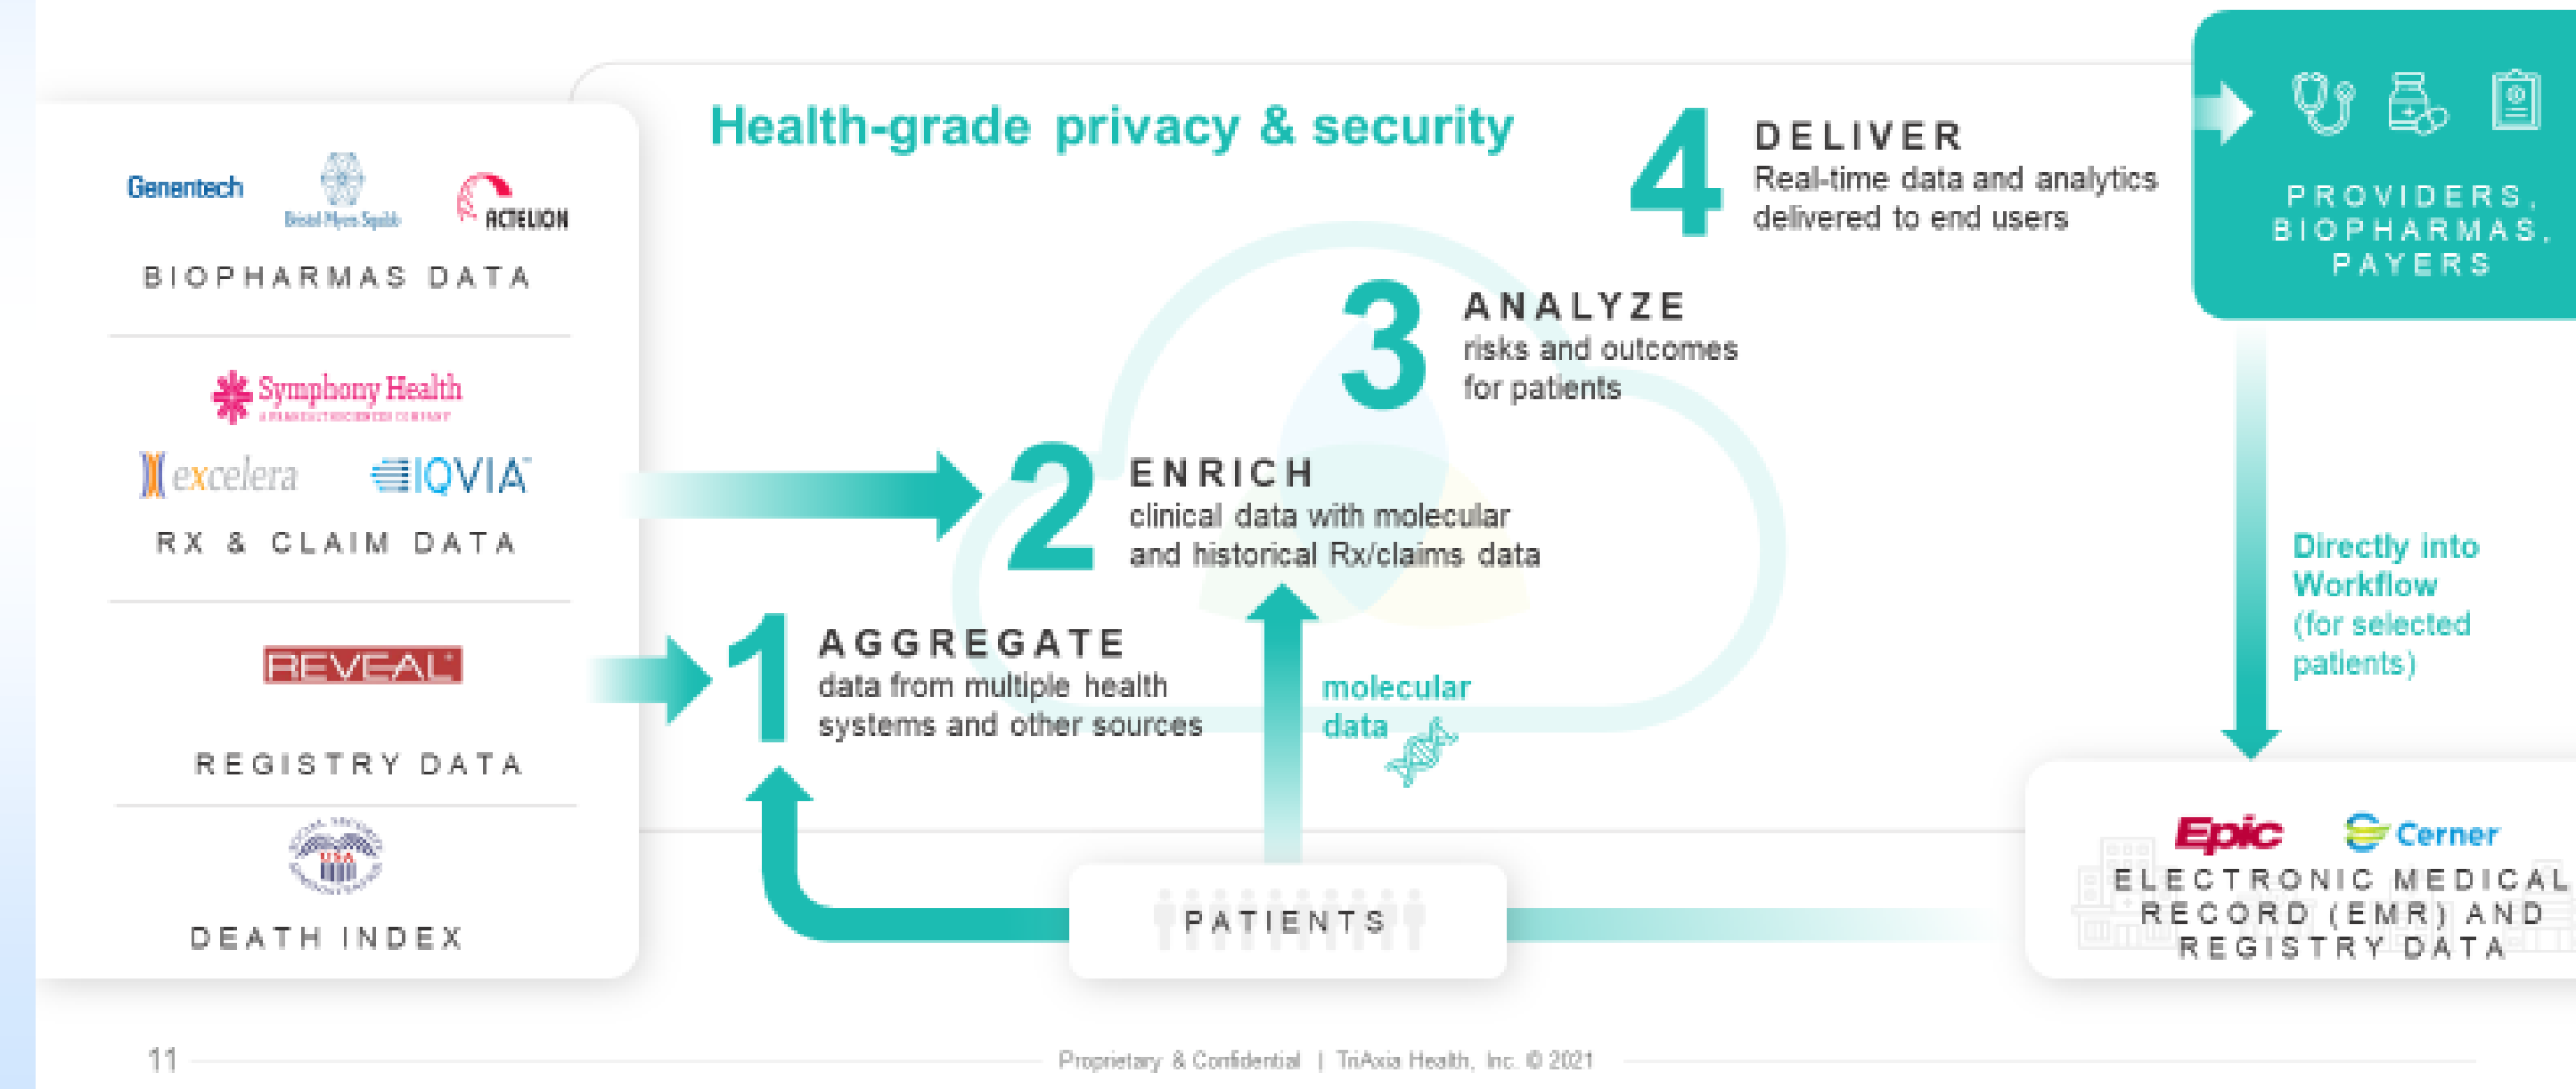 Health-grade privacy & security
Genentech
Bristol-Myers Squibb
ACTELION
BIOPHARMAS DATA
Symphony Health
excelera
IQVIA
RX & CLAIM DATA
REVEAL
REGISTRY DATA
USA
DEATH INDEX
1
AGGREGATE
data from multiple health
systems and other sources
2
ENRICH
clinical data with molecular
and historical Rx/claims data
molecular
data
3
ANALYZE
risks and outcomes
for patients
4
DELIVER
Real-time data and analytics
delivered to end users
PROVIDERS,
BIOPHARMAS,
PAYERS
Directly into
Workflow
(for selected
patients)
Epic
Cerner
ELECTRONIC MEDICAL
RECORD (EMR) AND
REGISTRY DATA
PATIENTS
11
Proprietary & Confidential | TriAxia Health, Inc. © 2021